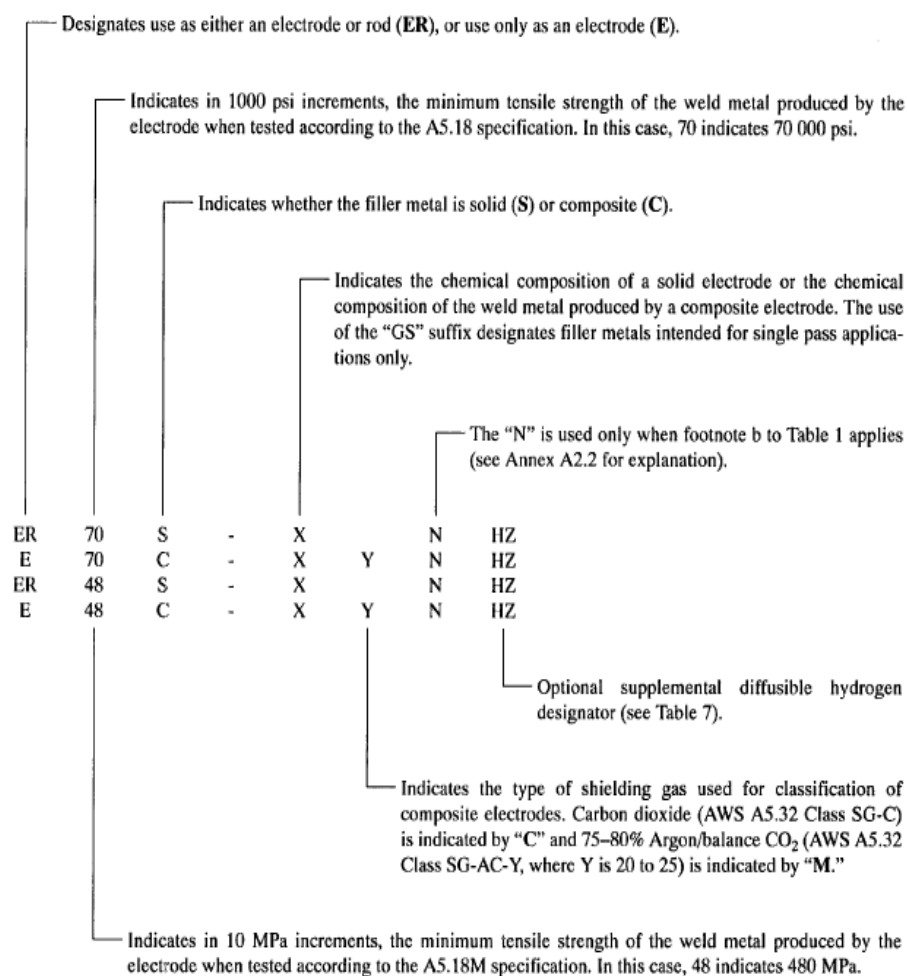 Designates use as either an electrode or rod (ER), or use only as an electrode (E).
Indicates in 1000 psi increments, the minimum tensile strength of the weld metal produced by the
electrode when tested according to the A5.18 specification. In this case, 70 indicates 70 000 psi.
Indicates whether the filler metal is solid (S) or composite (C).
Indicates the chemical composition of a solid electrode or the chemical
composition of the weld metal produced by a composite electrode. The use
of the “GS” suffix designates filler metals intended for single pass applica-
tions only.
The “N” is used only when footnote b to Table 1 applies
(see Annex A2.2 for explanation).
ER 70 S - X N HZ
E 70 C - X Y N HZ
ER 48 S - X N HZ
E 48 C - X Y N HZ
Optional supplemental diffusible hydrogen
designator (see Table 7).
Indicates the type of shielding gas used for classification of
composite electrodes. Carbon dioxide (AWS A5.32 Class SG-C)
is indicated by “C” and 75–80% Argon/balance CO₂ (AWS A5.32
Class SG-AC-Y, where Y is 20 to 25) is indicated by “M.”
Indicates in 10 MPa increments, the minimum tensile strength of the weld metal produced by the
electrode when tested according to the A5.18M specification. In this case, 48 indicates 480 MPa.